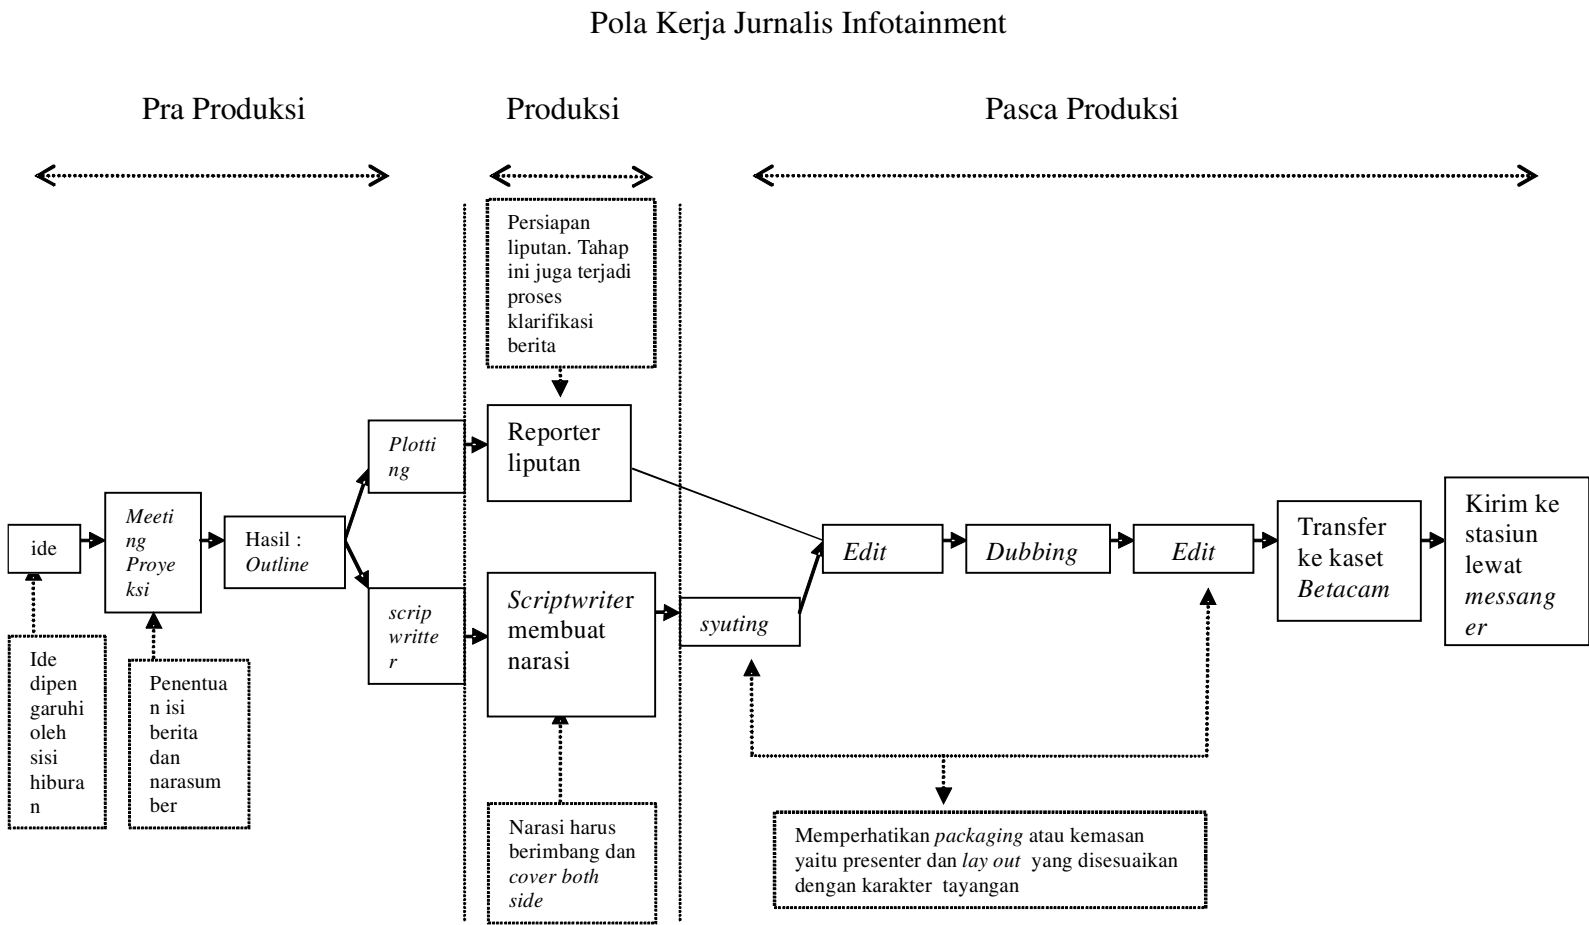 Pola Kerja Jurnalis Infotainment
Pra Produksi
Produksi
Pasca Produksi
Persiapan
liputan. Tahap
ini juga terjadi
proses
klarifikasi
berita
Plotti
ng
Reporter
liputan
ide
Meeti
ng
Proye
ksi
Hasil :
Outline
scrip
writte
r
Scriptwriter
membuat
narasi
syuting
Edit
Dubbing
Edit
Transfer
ke kaset
Betacam
Kirim ke
stasiun
lewat
messang
er
Ide
dipen
garuhi
oleh
sisi
hibura
n
Penentua
n isi
berita
dan
narasum
ber
Narasi harus
berimbang dan
cover both
side
Memperhatikan packaging atau kemasan
yaitu presenter dan lay out  yang disesuaikan
dengan karakter  tayangan